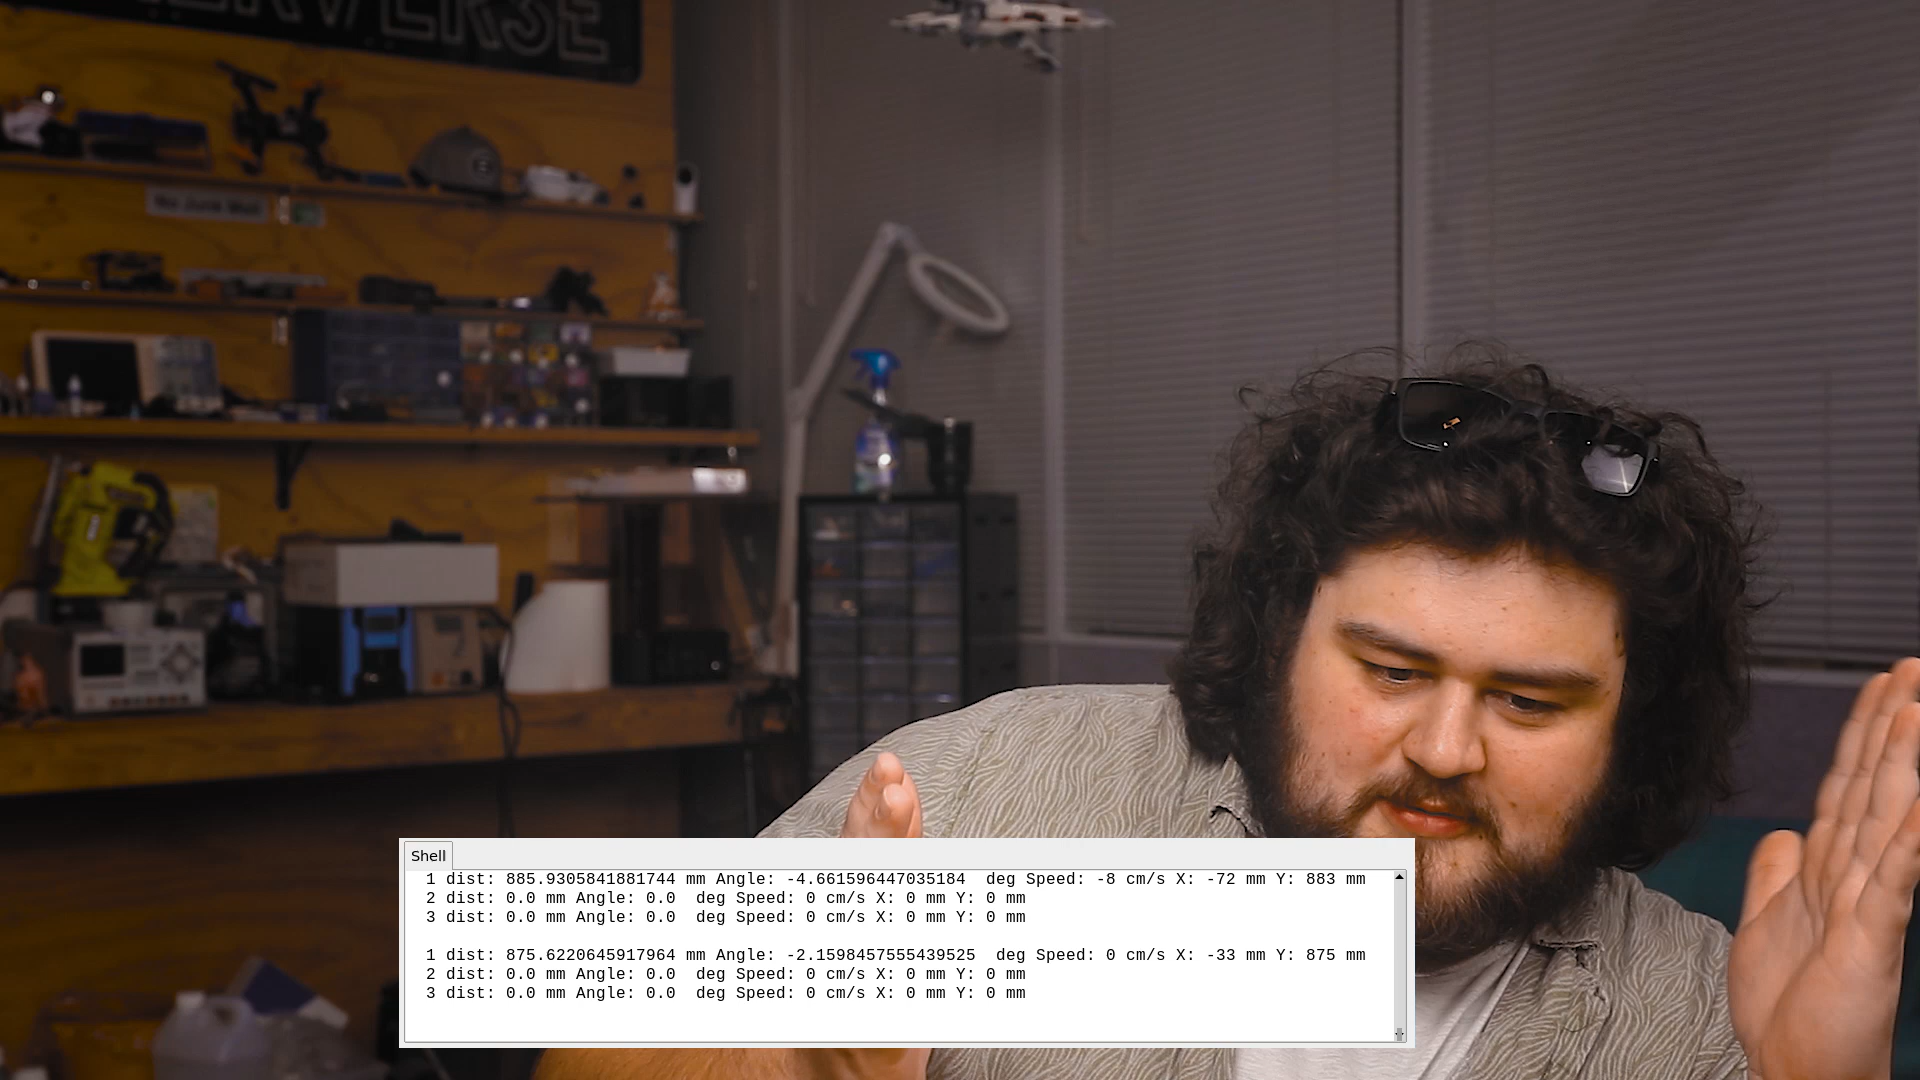 No Junk Mail
Shell
1 dist: 885.9305841881744 mm Angle: -4.661596447035184  deg Speed: -8 cm/s X: -72 mm Y: 883 mm
2 dist: 0.0 mm Angle: 0.0  deg Speed: 0 cm/s X: 0 mm Y: 0 mm
3 dist: 0.0 mm Angle: 0.0  deg Speed: 0 cm/s X: 0 mm Y: 0 mm
1 dist: 875.6220645917964 mm Angle: -2.1598457555439525  deg Speed: 0 cm/s X: -33 mm Y: 875 mm
2 dist: 0.0 mm Angle: 0.0  deg Speed: 0 cm/s X: 0 mm Y: 0 mm
3 dist: 0.0 mm Angle: 0.0  deg Speed: 0 cm/s X: 0 mm Y: 0 mm